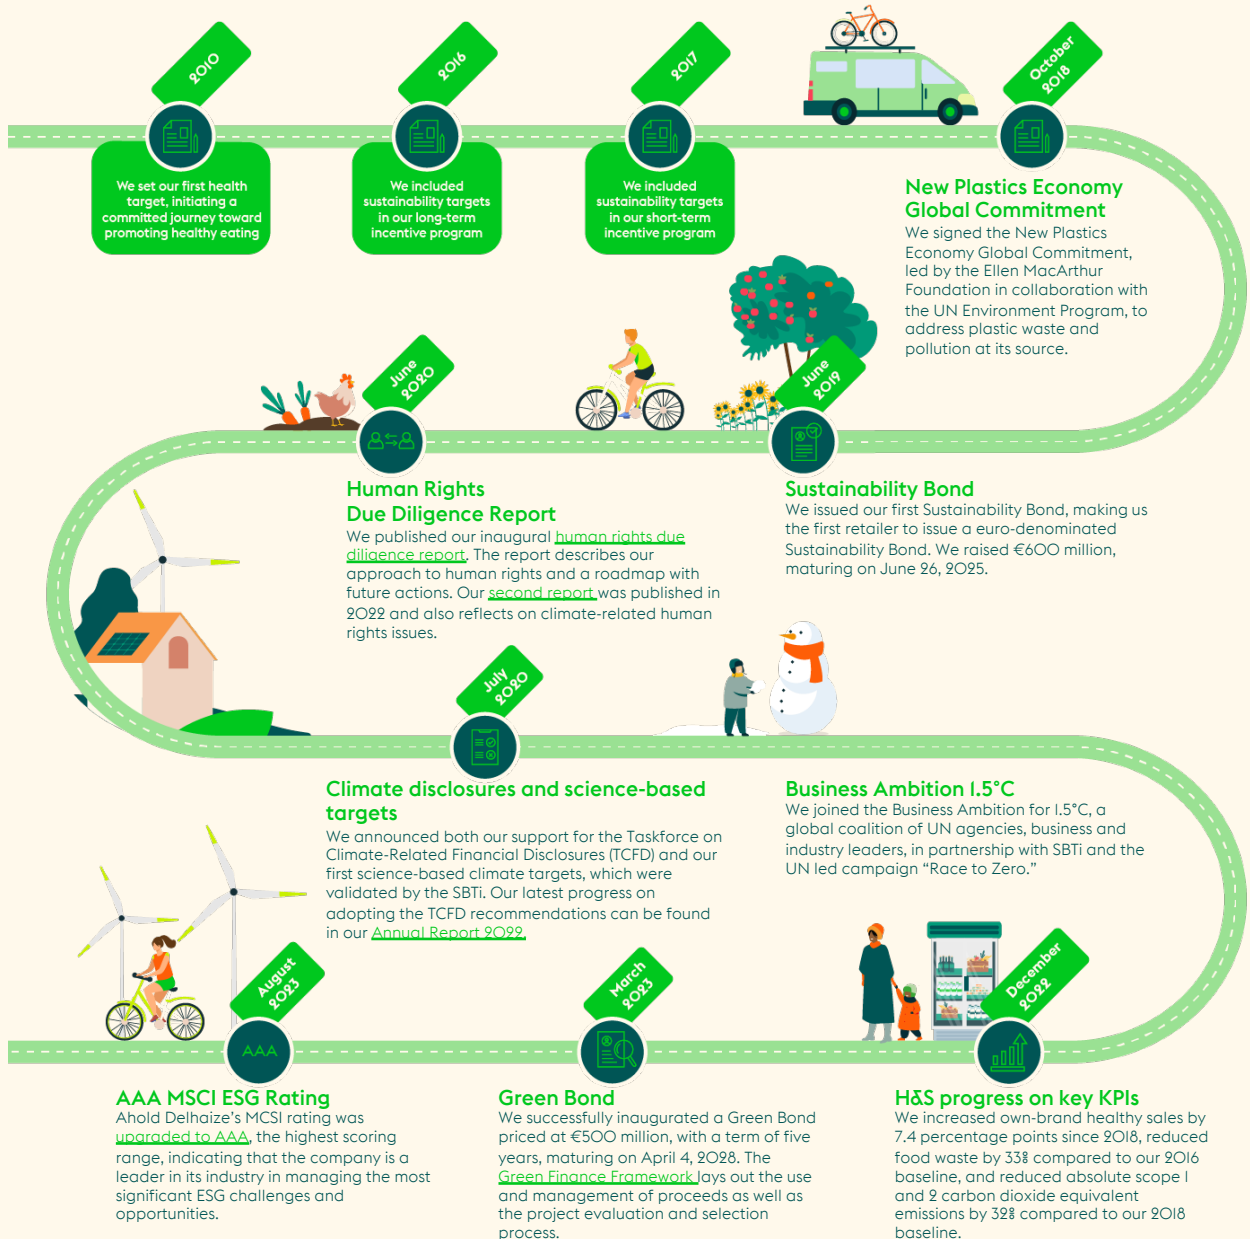 2010
2016
2017
October
2018
We set our first health
target, initiating a
committed journey toward
promoting healthy eating
We included
sustainability targets
in our long-term
incentive program
We included
sustainability targets
in our short-term
incentive program
New Plastics Economy
Global Commitment
We signed the New Plastics
Economy Global Commitment,
led by the Ellen MacArthur
Foundation in collaboration with
the UN Environment Program, to
address plastic waste and
pollution at its source.
June
2019
Sustainability Bond
We issued our first Sustainability Bond, making us
the first retailer to issue a euro-denominated
Sustainability Bond. We raised €600 million,
maturing on June 26, 2025.
June
2020
Human Rights
Due Diligence Report
We published our inaugural human rights due
diligence report. The report describes our
approach to human rights and a roadmap with
future actions. Our second report was published in
2022 and also reflects on climate-related human
rights issues.
July
2020
Climate disclosures and science-based
targets
We announced both our support for the Taskforce on
Climate-Related Financial Disclosures (TCFD) and our
first science-based climate targets, which were
validated by the SBTi. Our latest progress on
adopting the TCFD recommendations can be found
in our Annual Report 2022.
Business Ambition 1.5°C
We joined the Business Ambition for 1.5°C, a
global coalition of UN agencies, business and
industry leaders, in partnership with SBTi and the
UN led campaign “Race to Zero.”
December
2022
H&S progress on key KPIs
We increased own-brand healthy sales by
7.4 percentage points since 2018, reduced
food waste by 33% compared to our 2016
baseline, and reduced absolute scope 1
and 2 carbon dioxide equivalent
emissions by 32% compared to our 2018
baseline.
March
2023
Green Bond
We successfully inaugurated a Green Bond
priced at €500 million, with a term of five
years, maturing on April 4, 2028. The
Green Finance Framework lays out the use
and management of proceeds as well as
the project evaluation and selection
process.
August
2023
AAA
AAA MSCI ESG Rating
Ahold Delhaize’s MCSI rating was
upgraded to AAA, the highest scoring
range, indicating that the company is a
leader in its industry in managing the most
significant ESG challenges and
opportunities.